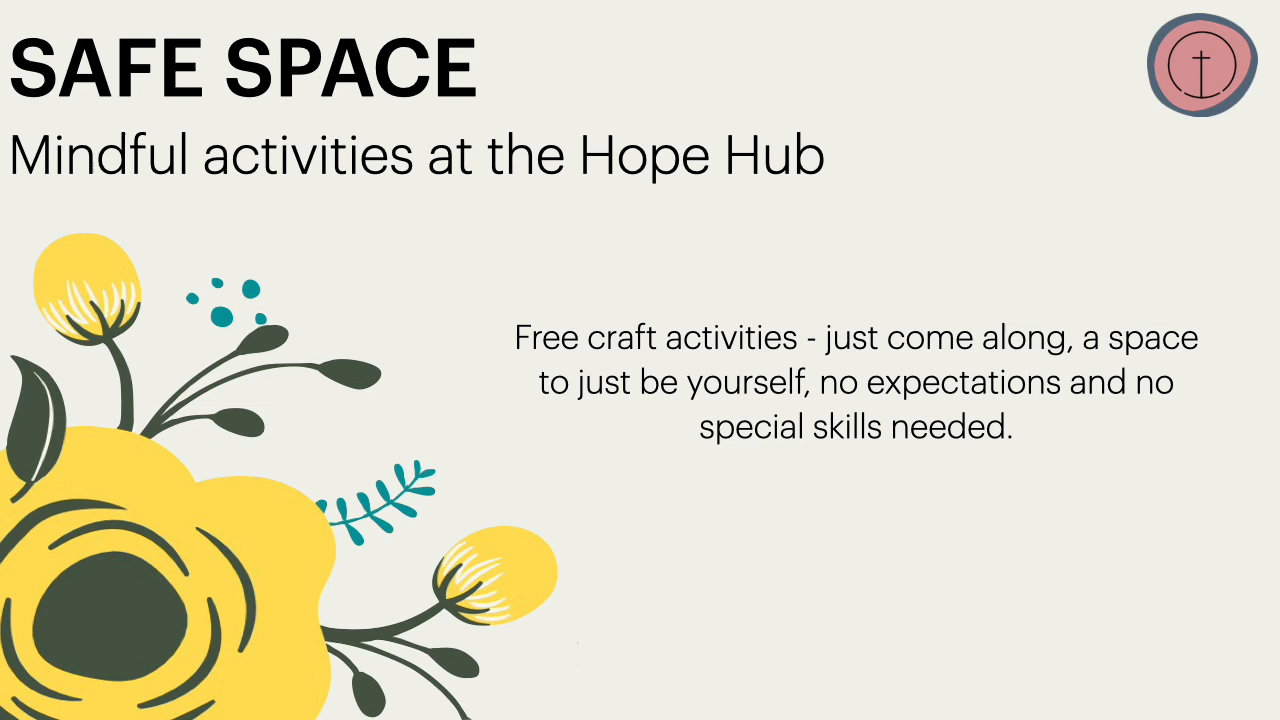 SAFE SPACE
Mindful activities at the Hope Hub
Free craft activities - just come along, a space
to just be yourself, no expectations and no
special skills needed.